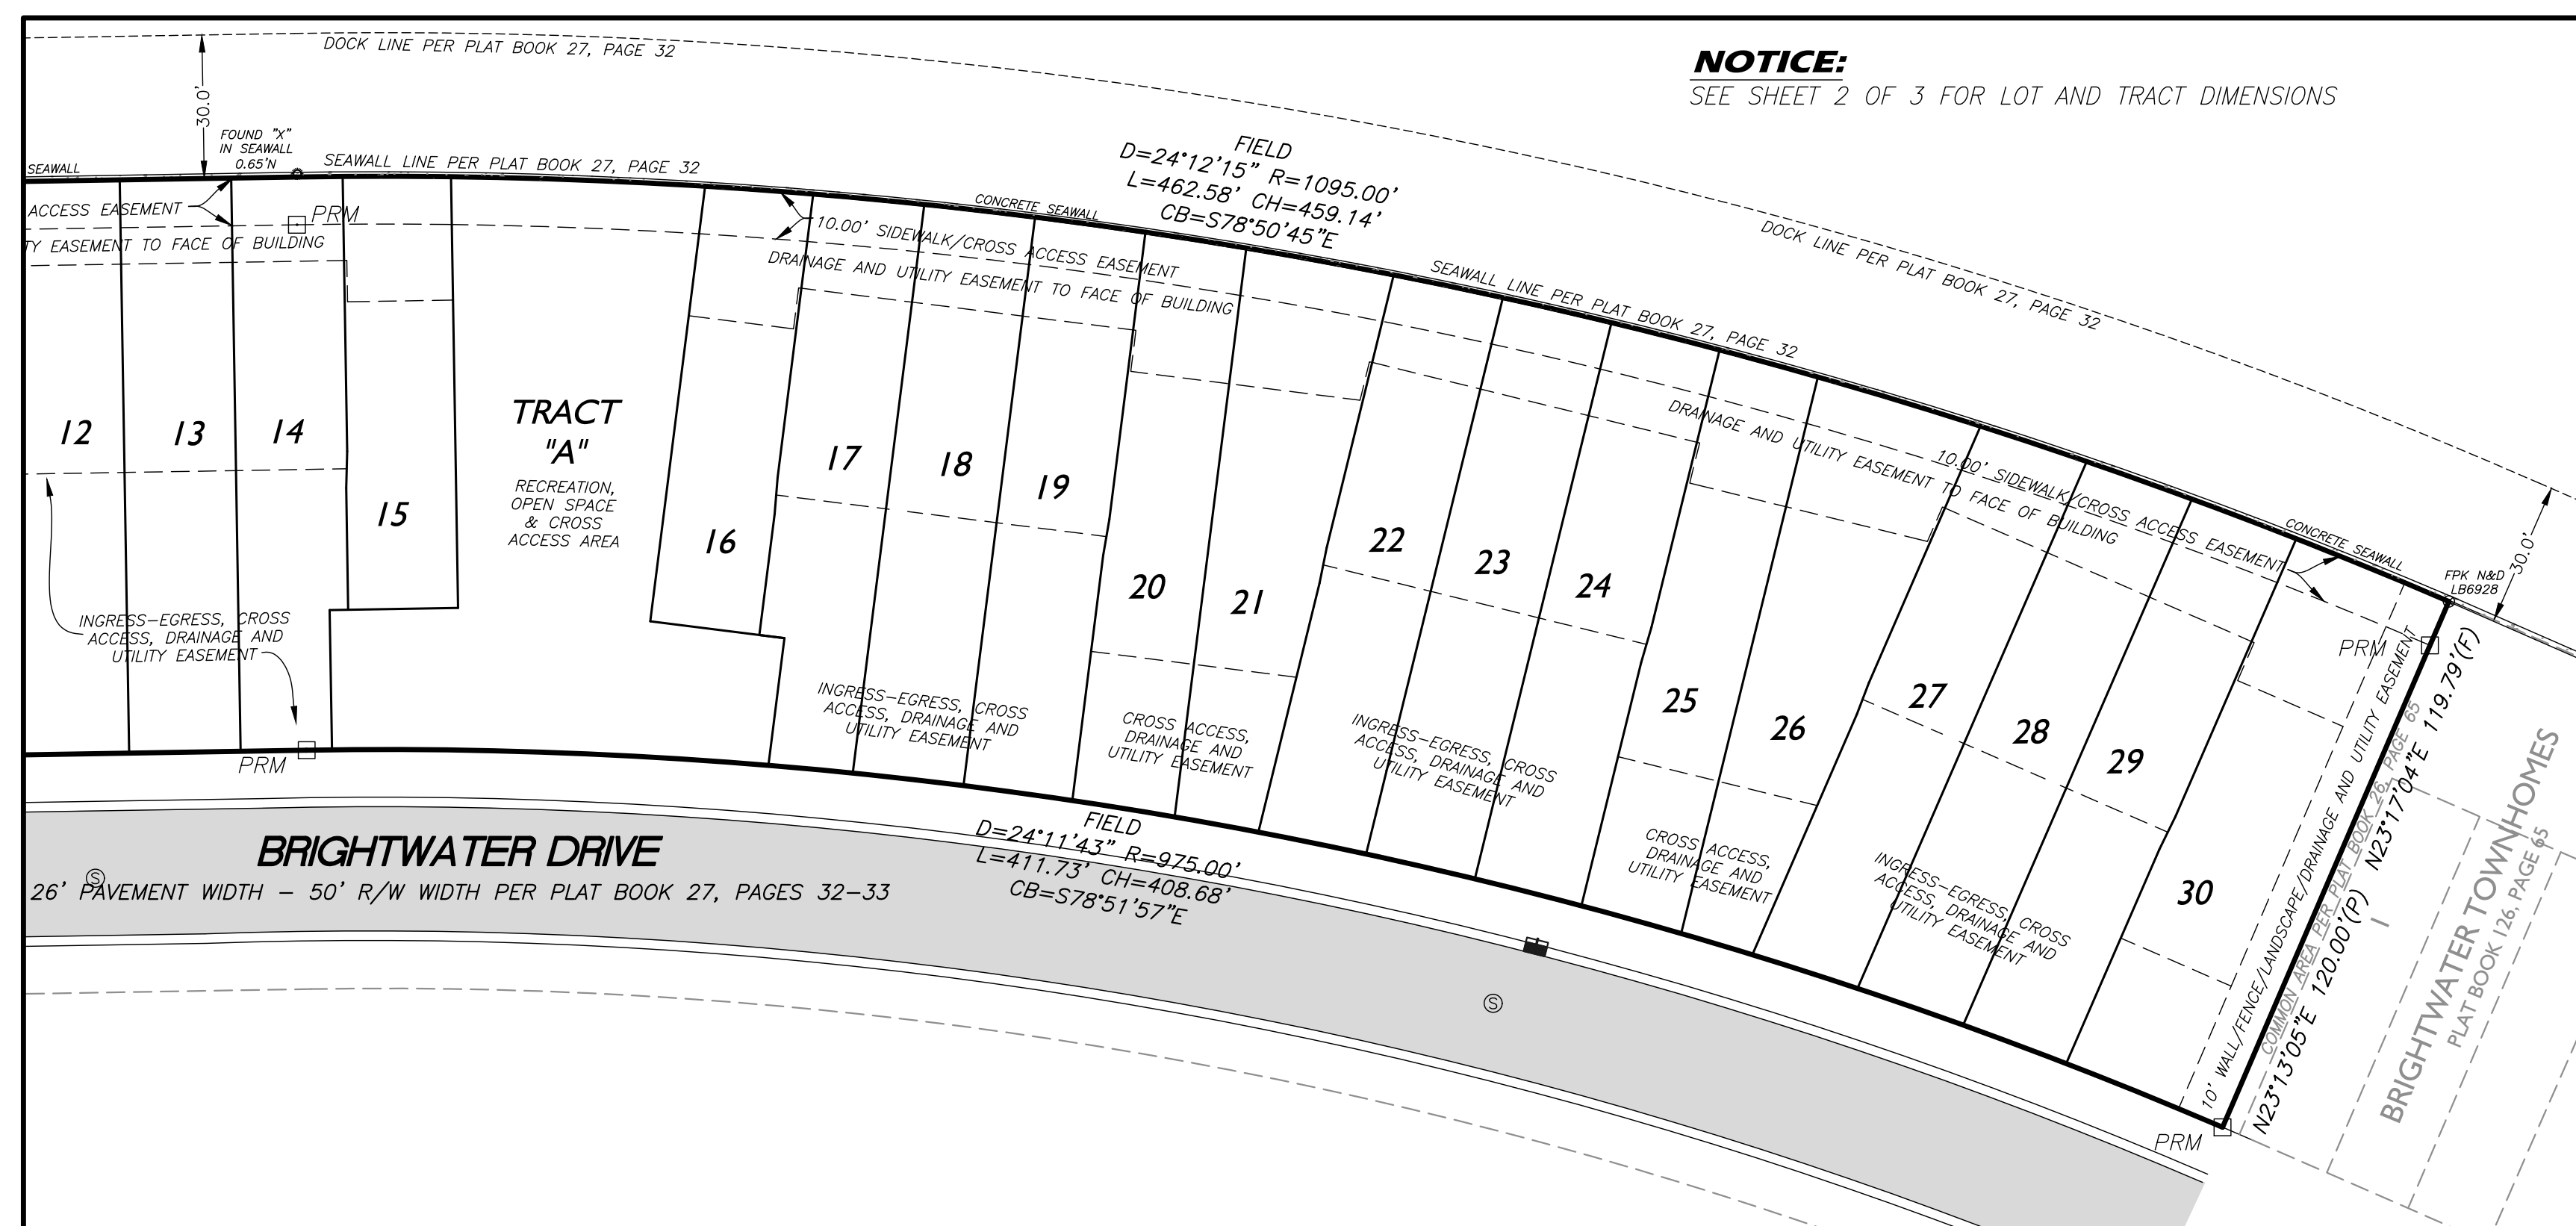 DOCK LINE PER PLAT BOOK 27, PAGE 32
NOTICE:
SEE SHEET 2 OF 3 FOR LOT AND TRACT DIMENSIONS
30.0'
FOUND "X"
IN SEAWALL
0.65'N
SEAWALL
SEAWALL LINE PER PLAT BOOK 27, PAGE 32
FIELD
D=24°12'15" R=1095.00'
L=462.58' CH=459.14'
CB=S78°50'45"E
ACCESS EASEMENT
PRM
TY EASEMENT TO FACE OF BUILDING
CONCRETE SEAWALL
10.00' SIDEWALK/CROSS ACCESS EASEMENT
DRAINAGE AND UTILITY EASEMENT TO FACE OF BUILDING
SEAWALL LINE PER PLAT BOOK 27, PAGE 32
DOCK LINE PER PLAT BOOK 27, PAGE 32
DRAINAGE AND UTILITY EASEMENT TO FACE OF BUILDING
10.00' SIDEWALK/CROSS ACCESS EASEMENT
CONCRETE SEAWALL
FPK N&D
LB6928
30.0'
12
13
14
15
TRACT
"A"
RECREATION,
OPEN SPACE
& CROSS
ACCESS AREA
16
17
18
19
20
21
22
23
24
25
26
27
28
29
30
INGRESS-EGRESS, CROSS
ACCESS, DRAINAGE AND
UTILITY EASEMENT
PRM
INGRESS-EGRESS, CROSS
ACCESS, DRAINAGE AND
UTILITY EASEMENT
CROSS ACCESS,
DRAINAGE AND
UTILITY EASEMENT
INGRESS-EGRESS, CROSS
ACCESS, DRAINAGE AND
UTILITY EASEMENT
CROSS ACCESS,
DRAINAGE AND
UTILITY EASEMENT
INGRESS-EGRESS, CROSS
ACCESS, DRAINAGE AND
UTILITY EASEMENT
PRM
10' WALL/FENCE/LANDSCAPE/DRAINAGE AND UTILITY EASEMENT
COMMON AREA PER PLAT BOOK 26, PAGE 65
N23°13'05"E 120.00'(P) N23°17'04"E 119.79'(F)
1
BRIGHTWATER TOWNHOMES
PLAT BOOK 126, PAGE 65
PRM
FIELD
D=24°11'43" R=975.00'
L=411.73' CH=408.68'
CB=S78°51'57"E
BRIGHTWATER DRIVE
S
26' PAVEMENT WIDTH - 50' R/W WIDTH PER PLAT BOOK 27, PAGES 32-33
S